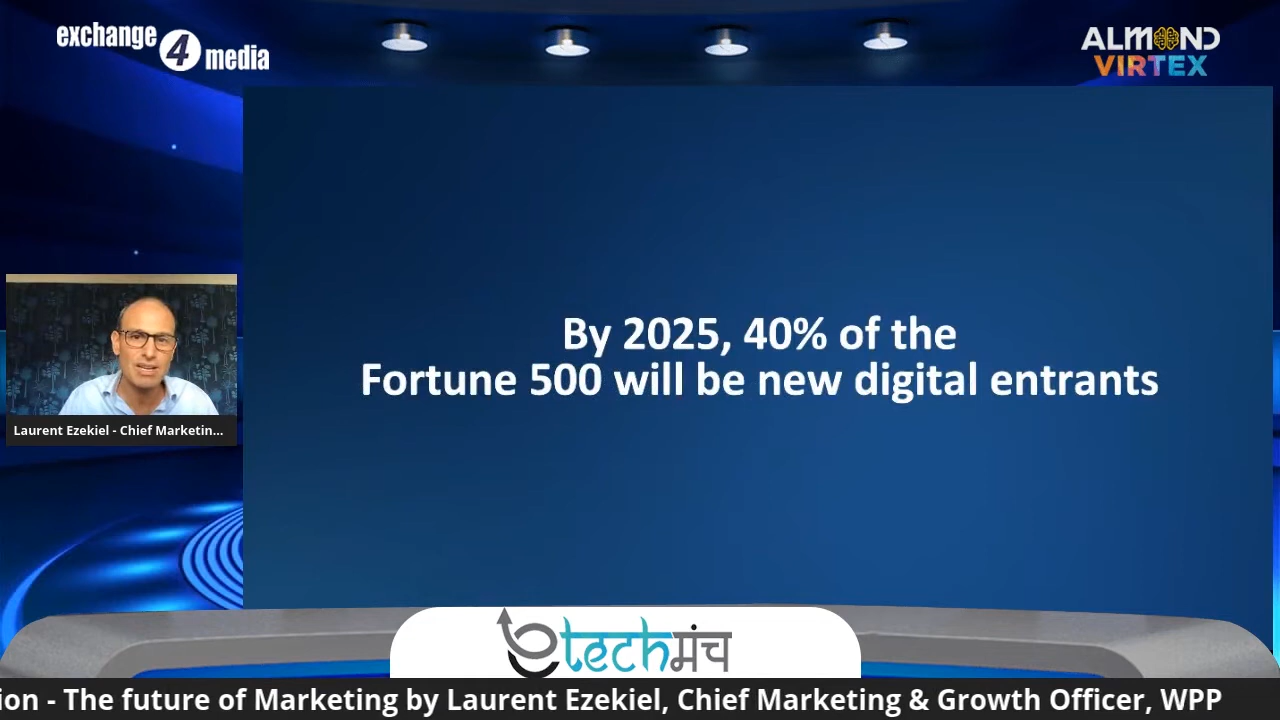 exchange
4
media
ALMOND
VIRTEX
By 2025, 40% of the
Fortune 500 will be new digital entrants
Laurent Ezekiel - Chief Marketin...
techमंच
ion - The future of Marketing by Laurent Ezekiel, Chief Marketing & Growth Officer, WPP